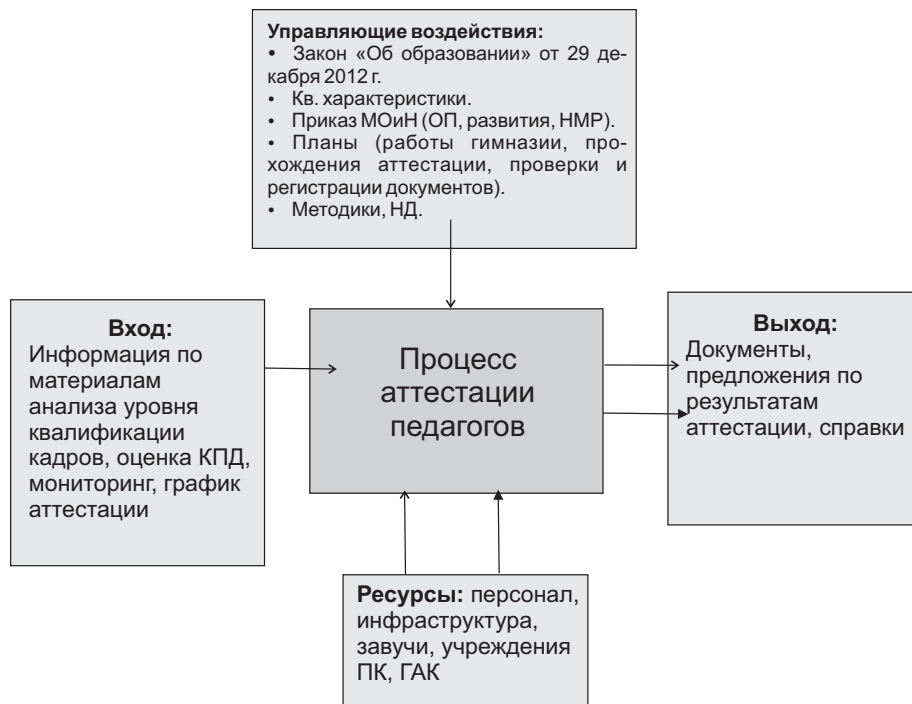 Управляющие воздействия:
• Закон «Об образовании» от 29 де-
кабря 2012 г.
• Кв. характеристики.
• Приказ МОиН (ОП, развития, НМР).
• Планы (работы гимназии, про-
хождения аттестации, проверки и
регистрации документов).
• Методики, НД.
Вход:
Информация по
материалам
анализа уровня
квалификации
кадров, оценка КПД,
мониторинг, график
аттестации
Процесс
аттестации
педагогов
Выход:
Документы,
предложения по
результатам
аттестации, справки
Ресурсы: персонал,
инфраструктура,
завучи, учреждения
ПК, ГАК